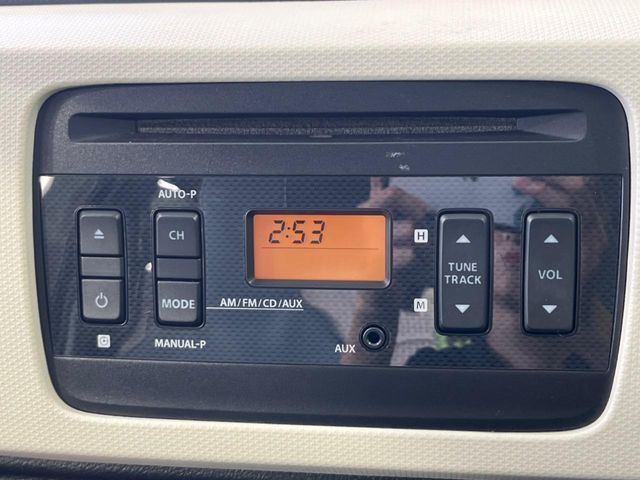 AUTO-P
2:53
CH
H
TUNE
TRACK
VOL
MODE
AM/FM/CD/AUX
M
MANUAL-P
AUX